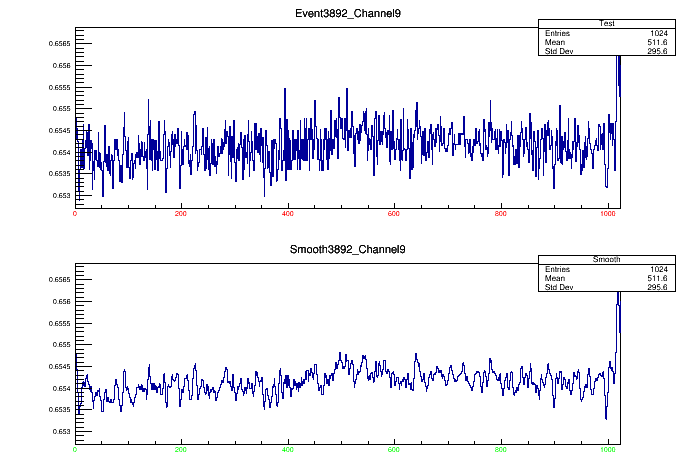 Event3892_Channel9
Test
Entries 1024
Mean 511.6
Std Dev 295.6
0.6565
0.656
0.6555
0.655
0.6545
0.654
0.6535
0.653
0 200 400 600 800 1000
Smooth3892_Channel9
Smooth
Entries 1024
Mean 511.6
Std Dev 295.6
0.6565
0.656
0.6555
0.655
0.6545
0.654
0.6535
0.653
0 200 400 600 800 1000